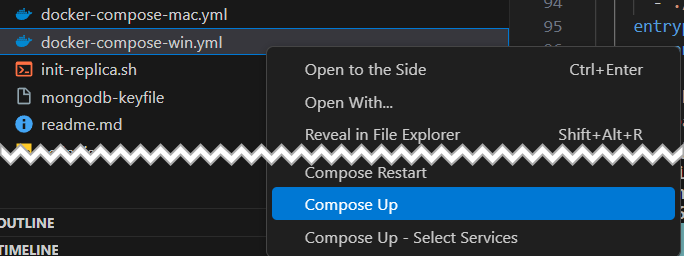 docker-compose-mac.yml
docker-compose-win.yml
init-replica.sh
mongodb-keyfile
readme.md
OUTLINE
TIMELINE
Open to the Side Ctrl+Enter
Open With...
Reveal in File Explorer Shift+Alt+R
Compose Restart
Compose Up
Compose Up - Select Services
94
95